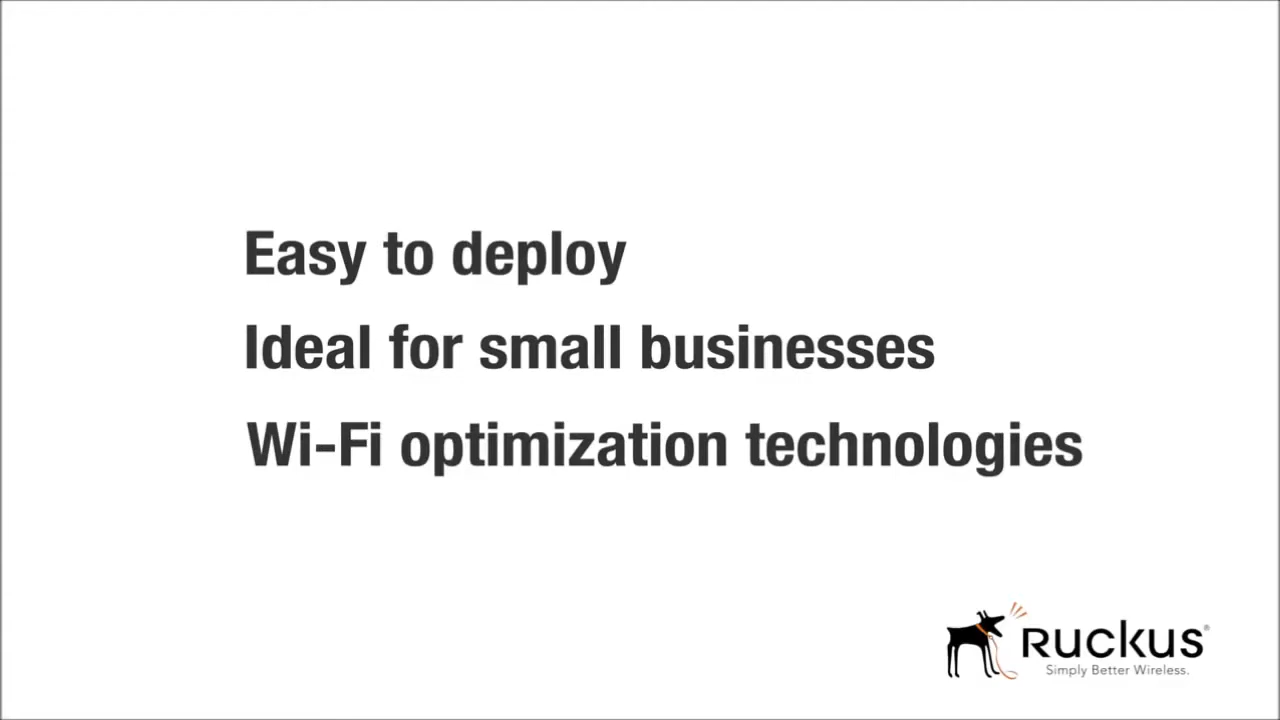 Easy to deploy
Ideal for small businesses
Wi-Fi optimization technologies
RUCKUS®
Simply Better Wireless.